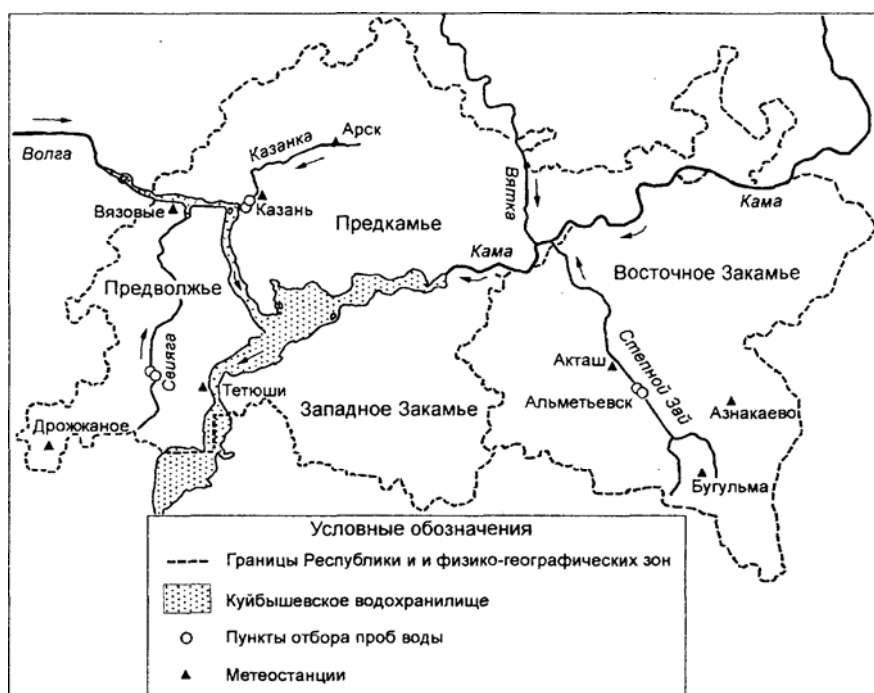 Волга
Казанка
Арск
Вязовые
Казань
Предкамье
Вятка
Кама
Кама
Восточное Закамье
Предволжье
Свияга
Тетюши
Дрожжаное
Западное Закамье
Акташ
Альметьевск
Степной Зай
Азнакаево
Бугульма
Условные обозначения
Границы Республики и и физико-географических зон
Куйбышевское водохранилище
Пункты отбора проб воды
Метеостанции